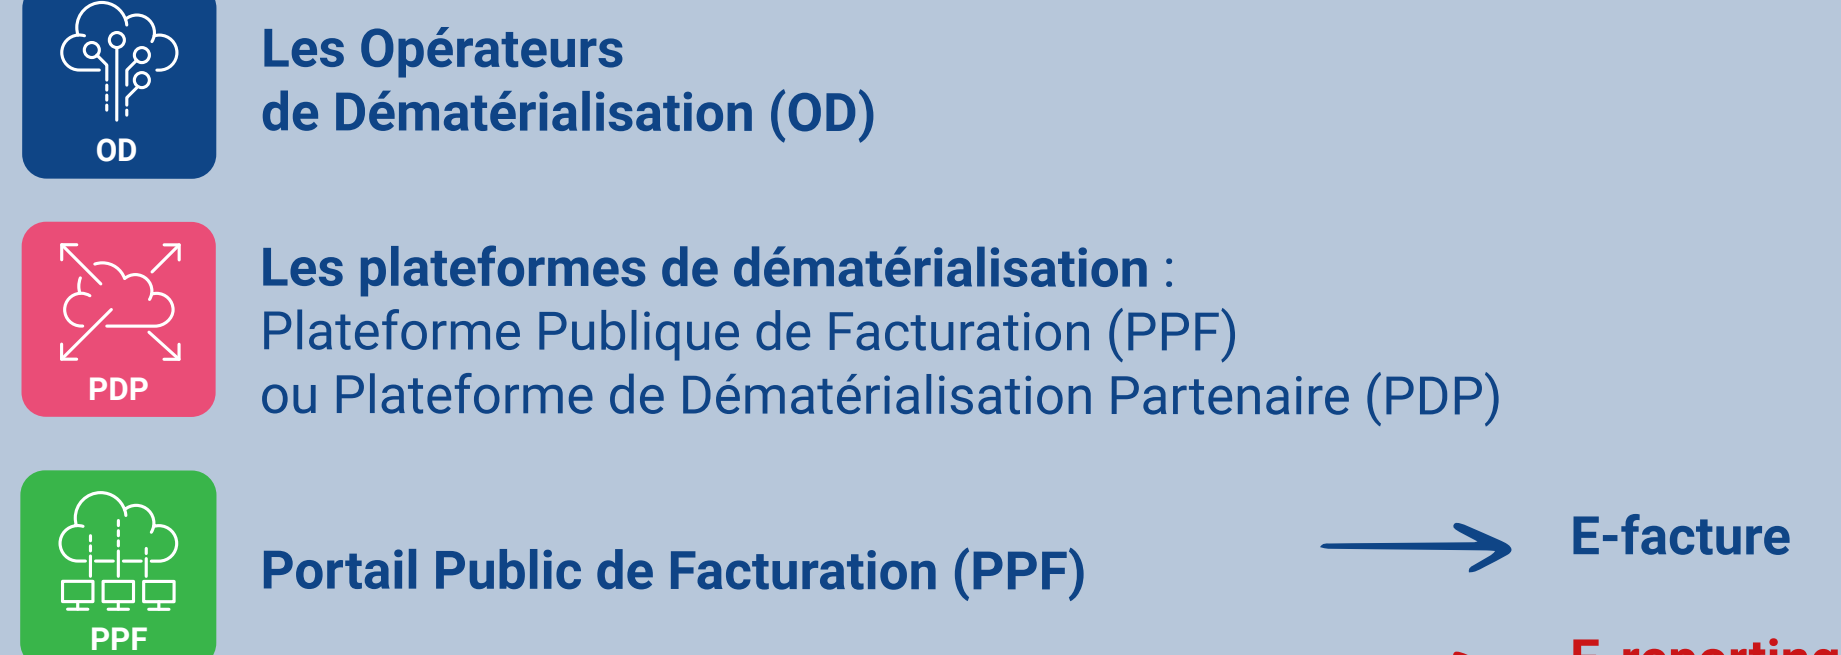 OD
Les Opérateurs
de Dématérialisation (OD)
PDP
Les plateformes de dématérialisation :
Plateforme Publique de Facturation (PPF)
ou Plateforme de Dématérialisation Partenaire (PDP)
PPF
Portail Public de Facturation (PPF)
E-facture
E-reporting